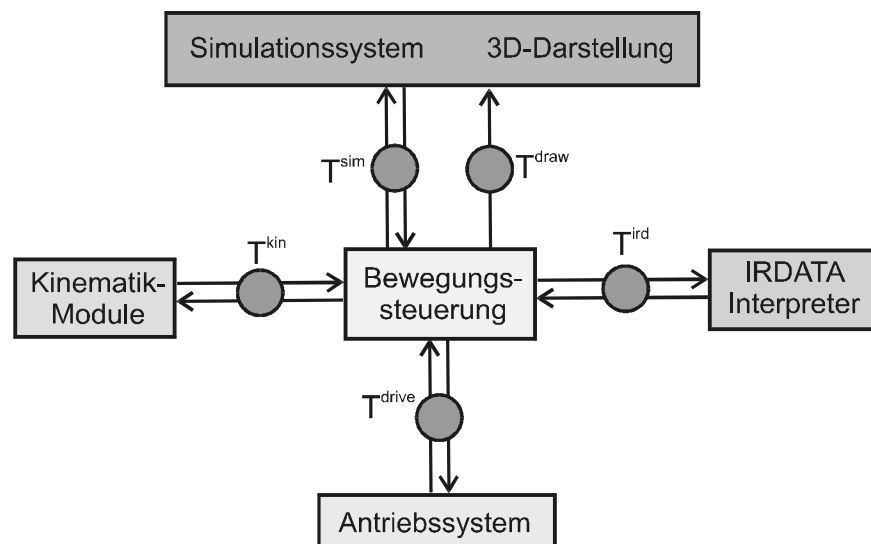 Simulationssystem 3D-Darstellung
T^sim
T^draw
T^kin
T^ird
Kinematik-
Module
Bewegungs-
steuerung
IRDATA
Interpreter
T^drive
Antriebssystem